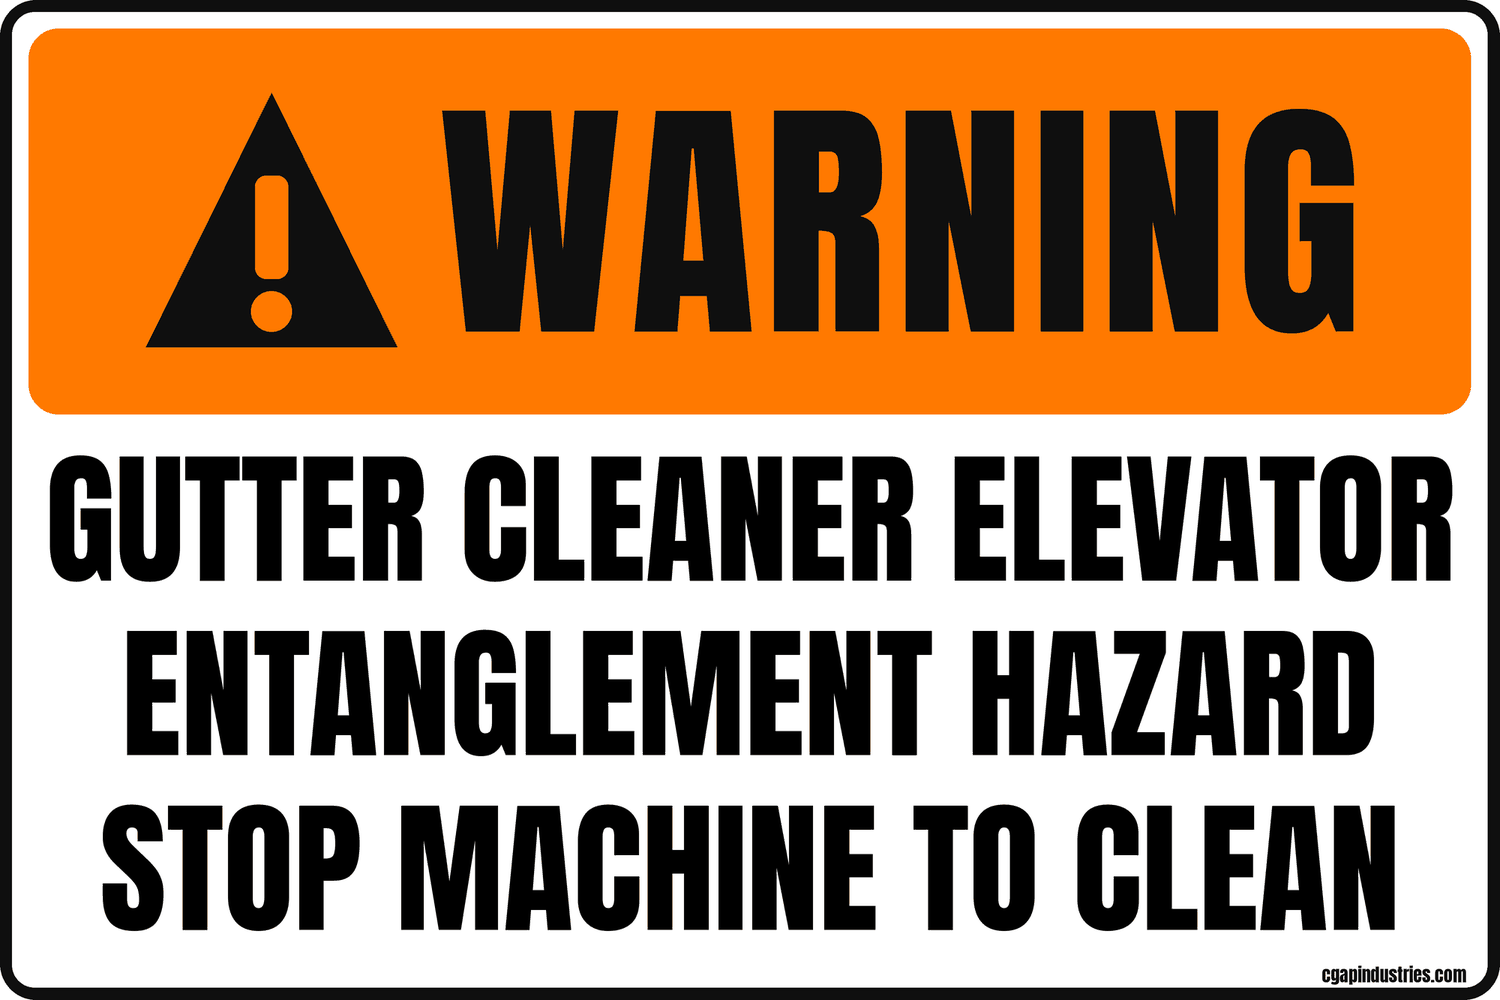 WARNING
GUTTER CLEANER ELEVATOR
ENTANGLEMENT HAZARD
STOP MACHINE TO CLEAN
cgapindustries.com